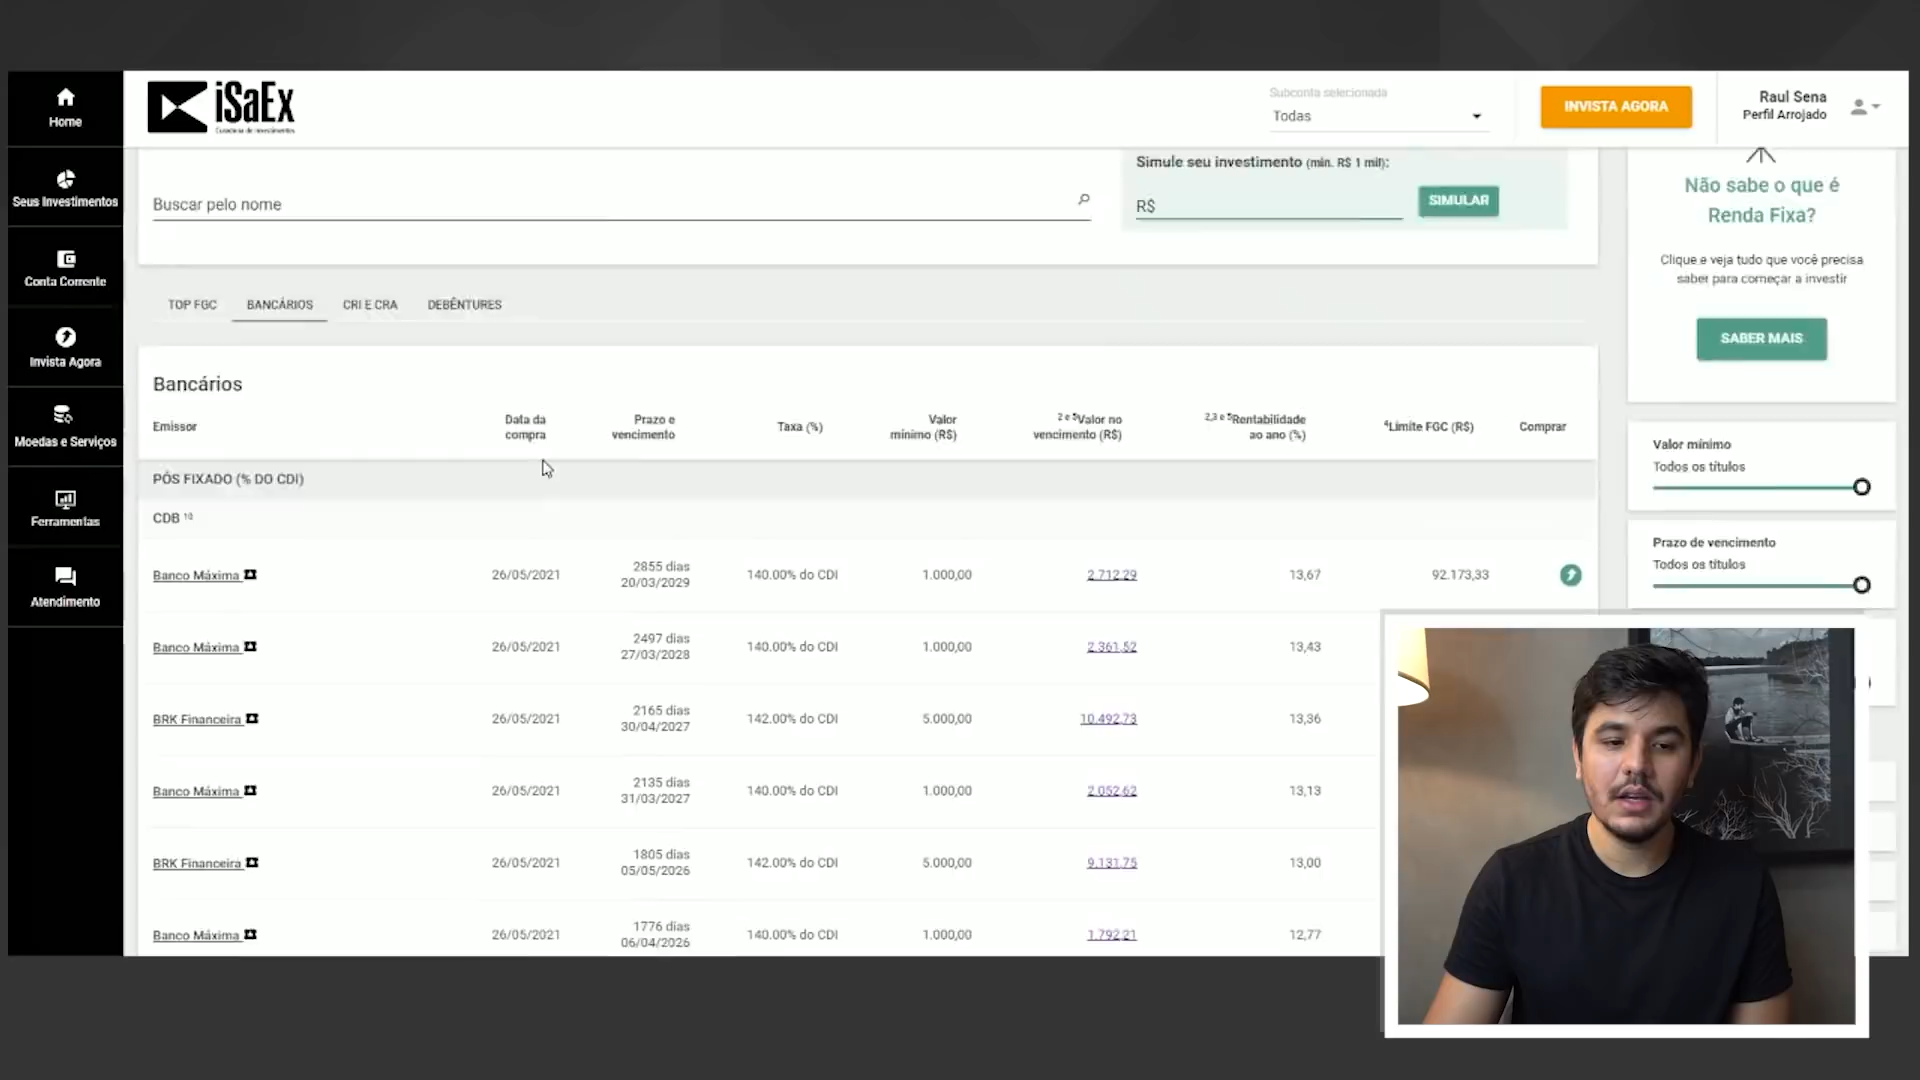 Home
Seus Investimentos
Conta Corrente
Invista Agora
Moedas e Serviços
Ferramentas
Atendimento
iSaEx
Curadoria de Investimentos
Subconta selecionada
Todas
INVISTA AGORA
Raul Sena
Perfil Arrojado
Buscar pelo nome
Simule seu investimento (min. R$ 1 mil):
R$
SIMULAR
TOP FGC
BANCÁRIOS
CRI E CRA
DEBÊNTURES
Bancários
Emissor
Data da
compra
Prazo e
vencimento
Taxa (%)
Valor
mínimo (R$)
2 e 5Valor no
vencimento (R$)
2,3 e 5Rentabilidade
ao ano (%)
4Limite FGC (R$)
Comprar
PÓS FIXADO (% DO CDI)
CDB 10
Banco Máxima 26/05/2021 2855 dias 140.00% do CDI 1.000,00 2.712,29 13,67 92.173,33
20/03/2029
Banco Máxima 26/05/2021 2497 dias 140.00% do CDI 1.000,00 2.361,52 13,43
27/03/2028
BRK Financeira 26/05/2021 2165 dias 142.00% do CDI 5.000,00 10.492,73 13,36
30/04/2027
Banco Máxima 26/05/2021 2135 dias 140.00% do CDI 1.000,00 2.052,62 13,13
31/03/2027
BRK Financeira 26/05/2021 1805 dias 142.00% do CDI 5.000,00 9.131,75 13,00
05/05/2026
Banco Máxima 26/05/2021 1776 dias 140.00% do CDI 1.000,00 1.792,21 12,77
06/04/2026
Não sabe o que é
Renda Fixa?
Clique e veja tudo que você precisa
saber para começar a investir
SABER MAIS
Valor mínimo
Todos os títulos
Prazo de vencimento
Todos os títulos